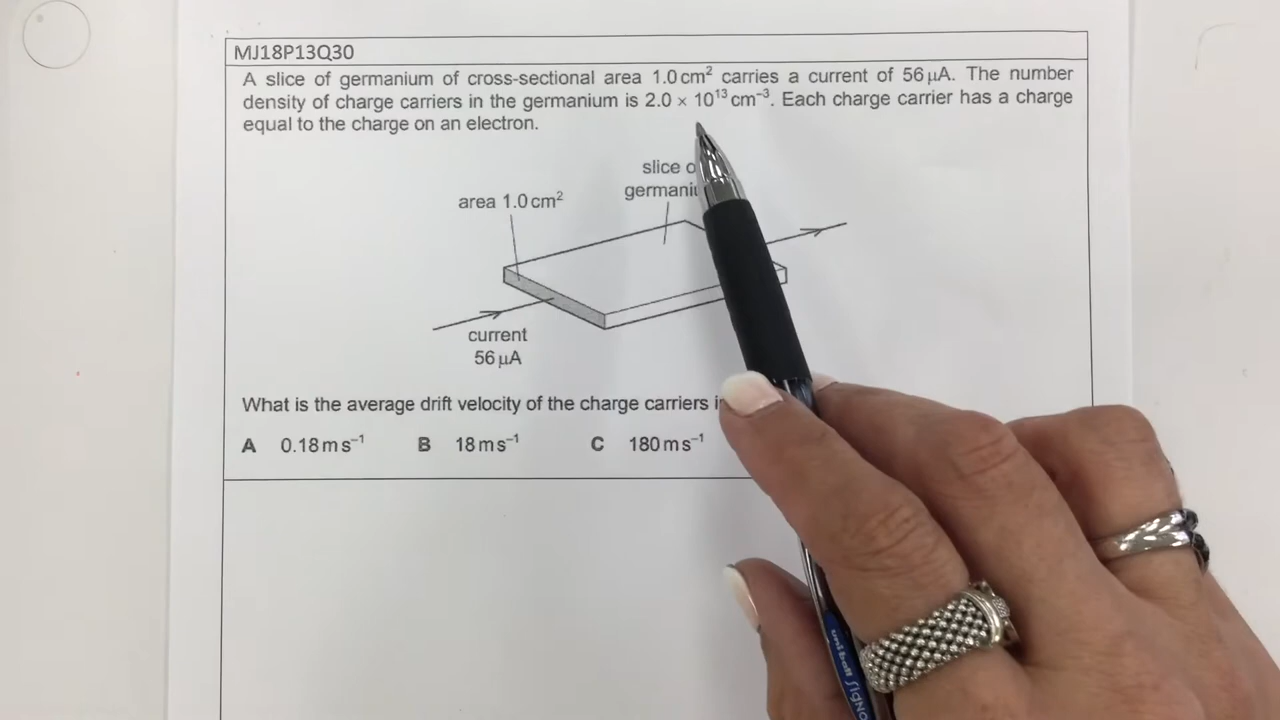 MJ18P13Q30
A slice of germanium of cross-sectional area 1.0 cm² carries a current of 56 μA. The number
density of charge carriers in the germanium is 2.0 × 10¹³ cm⁻³. Each charge carrier has a charge
equal to the charge on an electron.
slice
area 1.0 cm²
current
56 μA
What is the average drift velocity of the charge carriers
A 0.18 m s⁻¹ B 18 m s⁻¹ C 180 m s⁻¹
uni-ball Signo